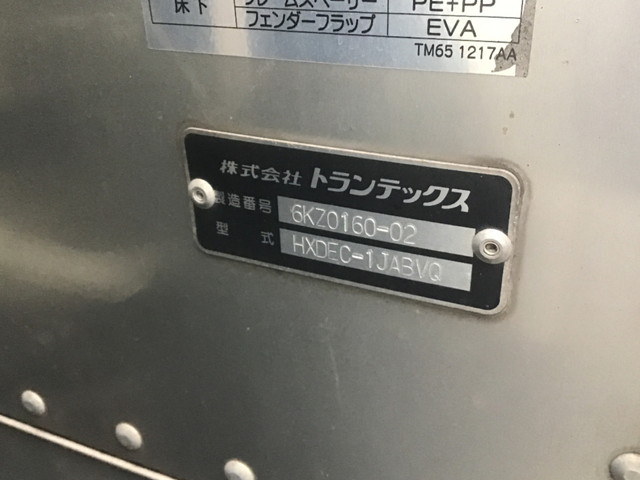 床下
フレームスペーサー PE+PP
フェンダーフラップ EVA
TM65 1217AA
株式会社 トランテックス
製造番号 6KZ0160-02
型式 HXDEC-1JABVQ